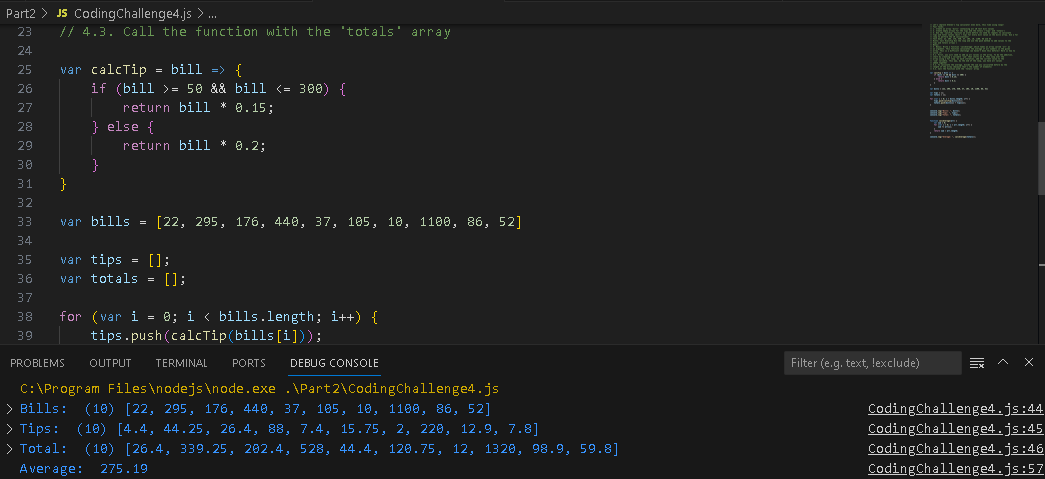 Part2 > JS CodingChallenge4.js > ...
23 // 4.3. Call the function with the 'totals' array
24
25 var calcTip = bill => {
26 if (bill >= 50 && bill <= 300) {
27 return bill * 0.15;
28 } else {
29 return bill * 0.2;
30 }
31 }
32
33 var bills = [22, 295, 176, 440, 37, 105, 10, 1100, 86, 52]
34
35 var tips = [];
36 var totals = [];
37
38 for (var i = 0; i < bills.length; i++) {
39 tips.push(calcTip(bills[i]));
PROBLEMS OUTPUT TERMINAL PORTS DEBUG CONSOLE Filter (e.g. text, !exclude)
C:\Program Files\nodejs\node.exe .\Part2\CodingChallenge4.js
> Bills: (10) [22, 295, 176, 440, 37, 105, 10, 1100, 86, 52] CodingChallenge4.js:44
> Tips: (10) [4.4, 44.25, 26.4, 88, 7.4, 15.75, 2, 220, 12.9, 7.8] CodingChallenge4.js:45
> Total: (10) [26.4, 339.25, 202.4, 528, 44.4, 120.75, 12, 1320, 98.9, 59.8] CodingChallenge4.js:46
Average: 275.19 CodingChallenge4.js:57